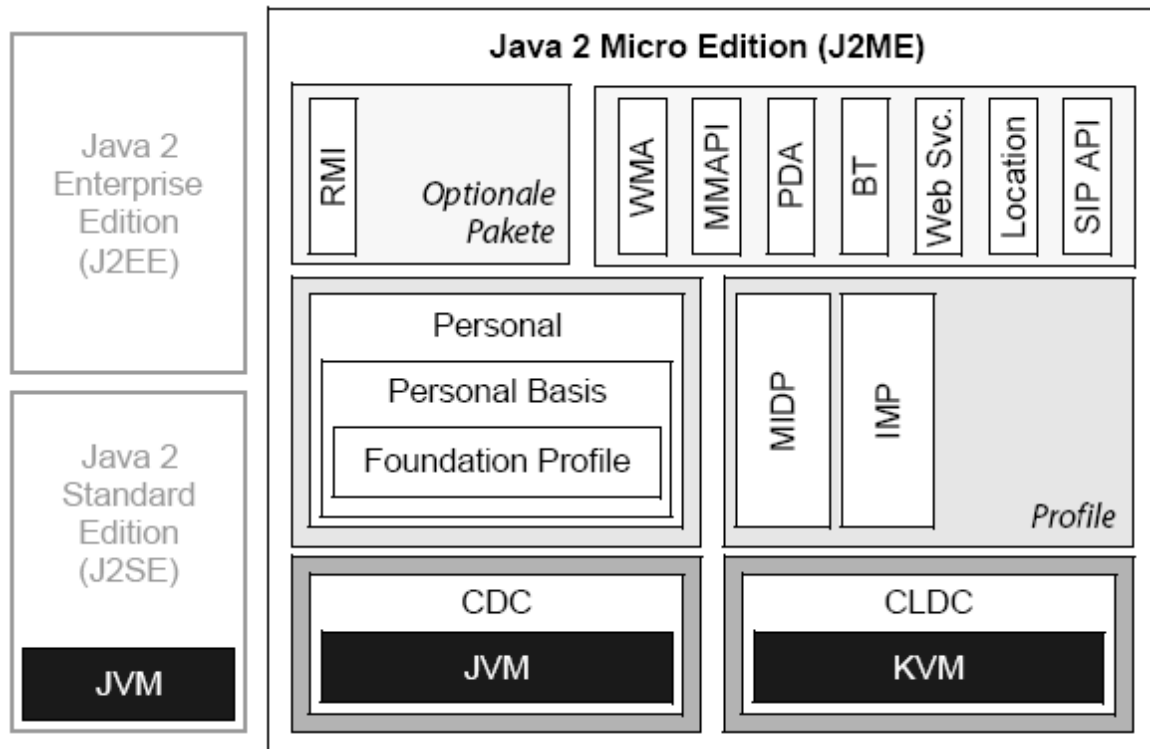 Java 2
Enterprise
Edition
(J2EE)
Java 2
Standard
Edition
(J2SE)
JVM
Java 2 Micro Edition (J2ME)
RMI
Optionale
Pakete
WMA
MMAPI
PDA
BT
Web Svc.
Location
SIP API
Personal
Personal Basis
Foundation Profile
MIDP
IMP
Profile
CDC
JVM
CLDC
KVM